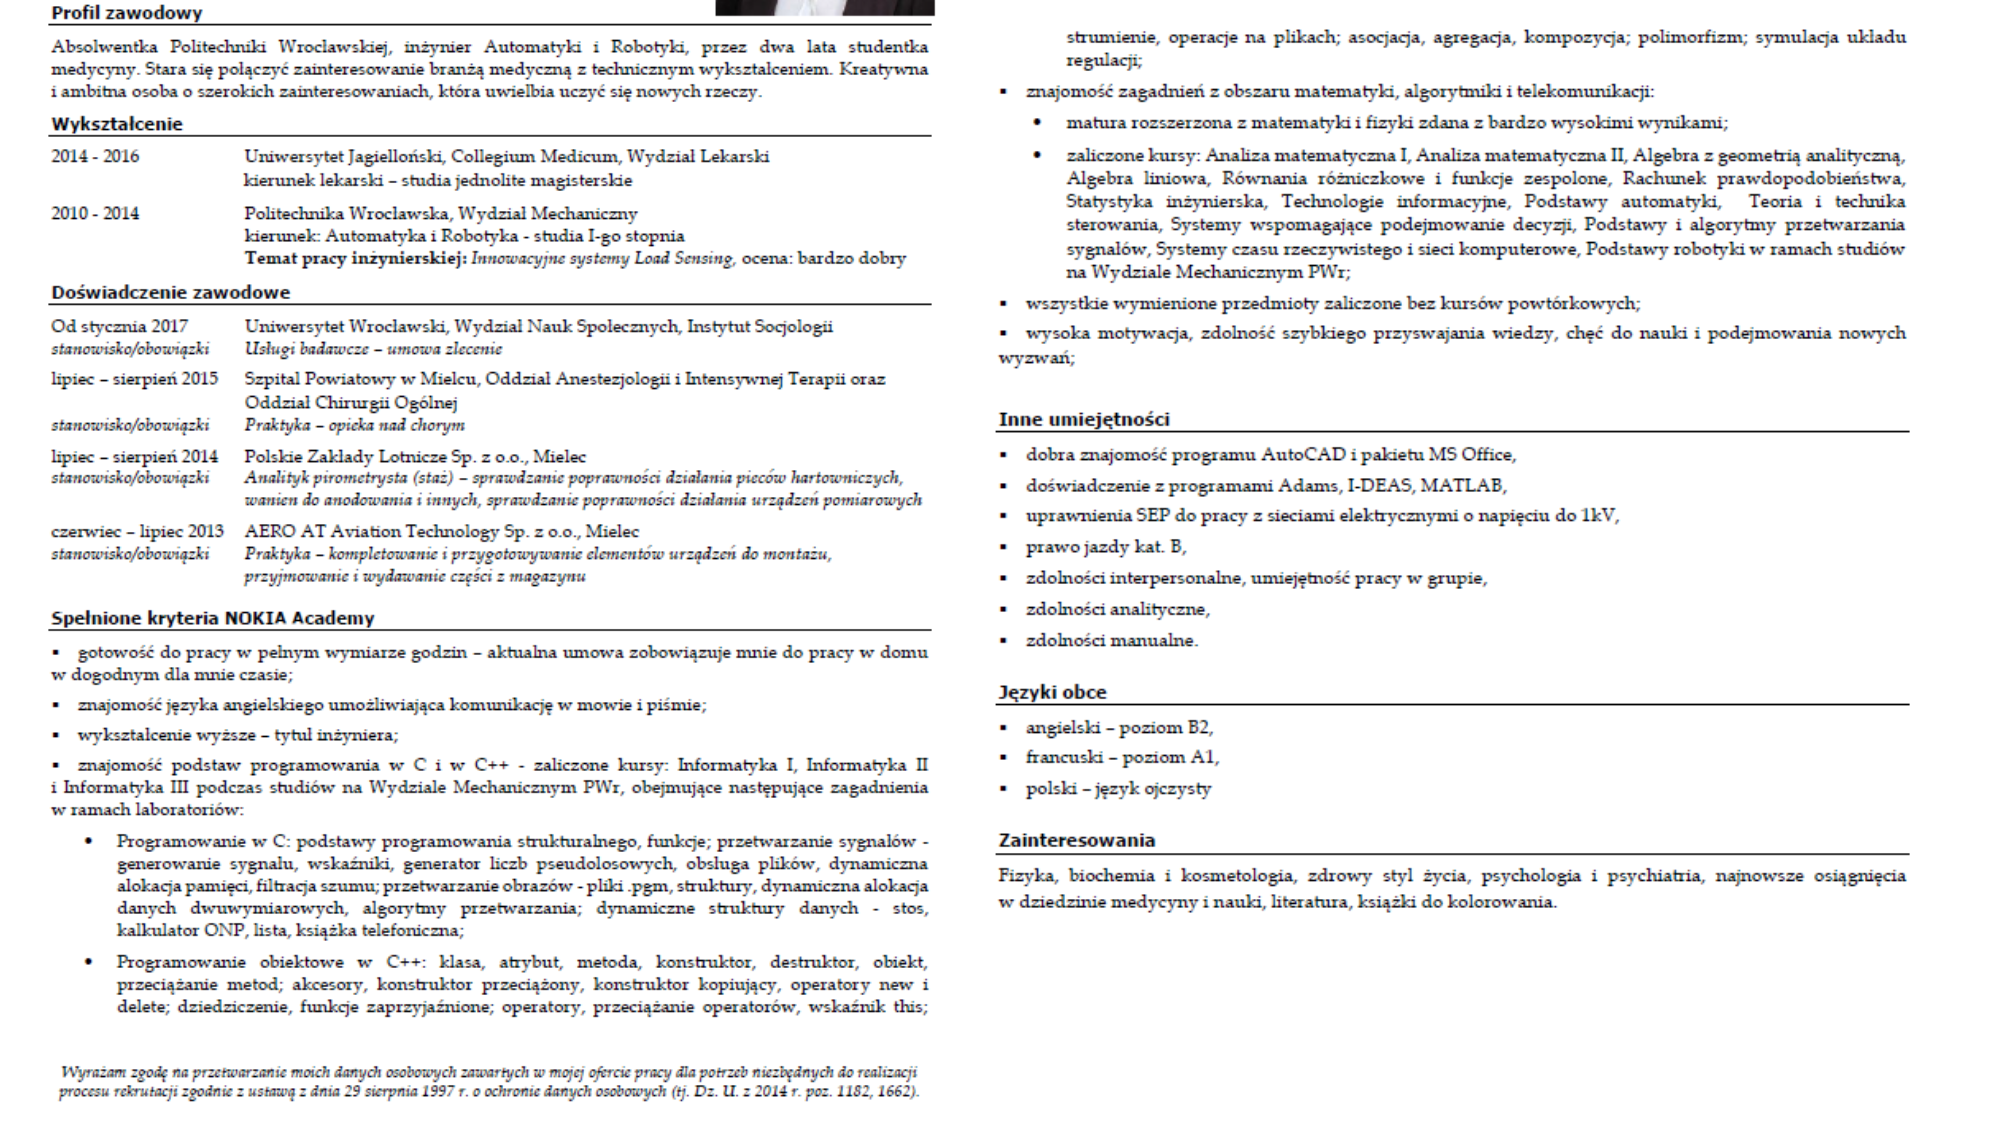 Profil zawodowy
Absolwentka Politechniki Wrocławskiej, inżynier Automatyki i Robotyki, przez dwa lata studentka
medycyny. Stara się połączyć zainteresowanie branżą medyczną z technicznym wykształceniem. Kreatywna
i ambitna osoba o szerokich zainteresowaniach, która uwielbia uczyć się nowych rzeczy.
Wykształcenie
2014 - 2016 Uniwersytet Jagielloński, Collegium Medicum, Wydział Lekarski
kierunek lekarski – studia jednolite magisterskie
2010 - 2014 Politechnika Wrocławska, Wydział Mechaniczny
kierunek: Automatyka i Robotyka - studia I-go stopnia
Temat pracy inżynierskiej: Innowacyjne systemy Load Sensing, ocena: bardzo dobry
Doświadczenie zawodowe
Od stycznia 2017 Uniwersytet Wrocławski, Wydział Nauk Społecznych, Instytut Socjologii
stanowisko/obowiązki Usługi badawcze – umowa zlecenie
lipiec – sierpień 2015 Szpital Powiatowy w Mielcu, Oddział Anestezjologii i Intensywnej Terapii oraz
Oddział Chirurgii Ogólnej
stanowisko/obowiązki Praktyka – opieka nad chorym
lipiec – sierpień 2014 Polskie Zakłady Lotnicze Sp. z o.o., Mielec
stanowisko/obowiązki Analityk pirometrysta (staż) – sprawdzanie poprawności działania pieców hartowniczych,
wanien do anodowania i innych, sprawdzanie poprawności działania urządzeń pomiarowych
czerwiec – lipiec 2013 AERO AT Aviation Technology Sp. z o.o., Mielec
stanowisko/obowiązki Praktyka – kompletowanie i przygotowywanie elementów urządzeń do montażu,
przyjmowanie i wydawanie części z magazynu
Spełnione kryteria NOKIA Academy
▪ gotowość do pracy w pełnym wymiarze godzin – aktualna umowa zobowiązuje mnie do pracy w domu
w dogodnym dla mnie czasie;
▪ znajomość języka angielskiego umożliwiająca komunikację w mowie i piśmie;
▪ wykształcenie wyższe – tytuł inżyniera;
▪ znajomość podstaw programowania w C i w C++ - zaliczone kursy: Informatyka I, Informatyka II
i Informatyka III podczas studiów na Wydziale Mechanicznym PWr, obejmujące następujące zagadnienia
w ramach laboratoriów:
• Programowanie w C: podstawy programowania strukturalnego, funkcje; przetwarzanie sygnałów -
generowanie sygnału, wskaźniki, generator liczb pseudolosowych, obsługa plików, dynamiczna
alokacja pamięci, filtracja szumu; przetwarzanie obrazów - pliki .pgm, struktury, dynamiczna alokacja
danych dwuwymiarowych, algorytmy przetwarzania; dynamiczne struktury danych - stos,
kalkulator ONP, lista, książka telefoniczna;
• Programowanie obiektowe w C++: klasa, atrybut, metoda, konstruktor, destruktor, obiekt,
przeciążanie metod; akcesory, konstruktor przeciążony, konstruktor kopiujący, operatory new i
delete; dziedziczenie, funkcje zaprzyjaźnione; operatory, przeciążanie operatorów, wskaźnik this;
Wyrażam zgodę na przetwarzanie moich danych osobowych zawartych w mojej ofercie pracy dla potrzeb niezbędnych do realizacji
procesu rekrutacji zgodnie z ustawą z dnia 29 sierpnia 1997 r. o ochronie danych osobowych (tj. Dz. U. z 2014 r. poz. 1182, 1662).
strumienie, operacje na plikach; asocjacja, agregacja, kompozycja; polimorfizm; symulacja układu
regulacji;
▪ znajomość zagadnień z obszaru matematyki, algorytmiki i telekomunikacji:
• matura rozszerzona z matematyki i fizyki zdana z bardzo wysokimi wynikami;
• zaliczone kursy: Analiza matematyczna I, Analiza matematyczna II, Algebra z geometrią analityczną,
Algebra liniowa, Równania różniczkowe i funkcje zespolone, Rachunek prawdopodobieństwa,
Statystyka inżynierska, Technologie informacyjne, Podstawy automatyki, Teoria i technika
sterowania, Systemy wspomagające podejmowanie decyzji, Podstawy i algorytmy przetwarzania
sygnałów, Systemy czasu rzeczywistego i sieci komputerowe, Podstawy robotyki w ramach studiów
na Wydziale Mechanicznym PWr;
▪ wszystkie wymienione przedmioty zaliczone bez kursów powtórkowych;
▪ wysoka motywacja, zdolność szybkiego przyswajania wiedzy, chęć do nauki i podejmowania nowych
wyzwań;
Inne umiejętności
▪ dobra znajomość programu AutoCAD i pakietu MS Office,
▪ doświadczenie z programami Adams, I-DEAS, MATLAB,
▪ uprawnienia SEP do pracy z sieciami elektrycznymi o napięciu do 1kV,
▪ prawo jazdy kat. B,
▪ zdolności interpersonalne, umiejętność pracy w grupie,
▪ zdolności analityczne,
▪ zdolności manualne.
Języki obce
▪ angielski – poziom B2,
▪ francuski – poziom A1,
▪ polski – język ojczysty
Zainteresowania
Fizyka, biochemia i kosmetologia, zdrowy styl życia, psychologia i psychiatria, najnowsze osiągnięcia
w dziedzinie medycyny i nauki, literatura, książki do kolorowania.